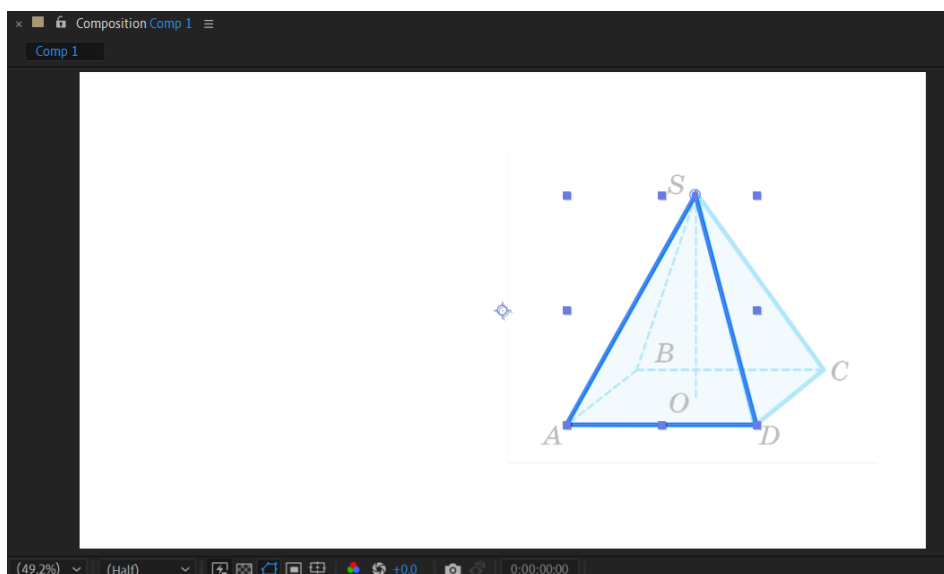 Composition Comp 1
Comp 1
S
B
C
O
A
D
(49.2%)
(Half)
+0.0
0:00:00:00